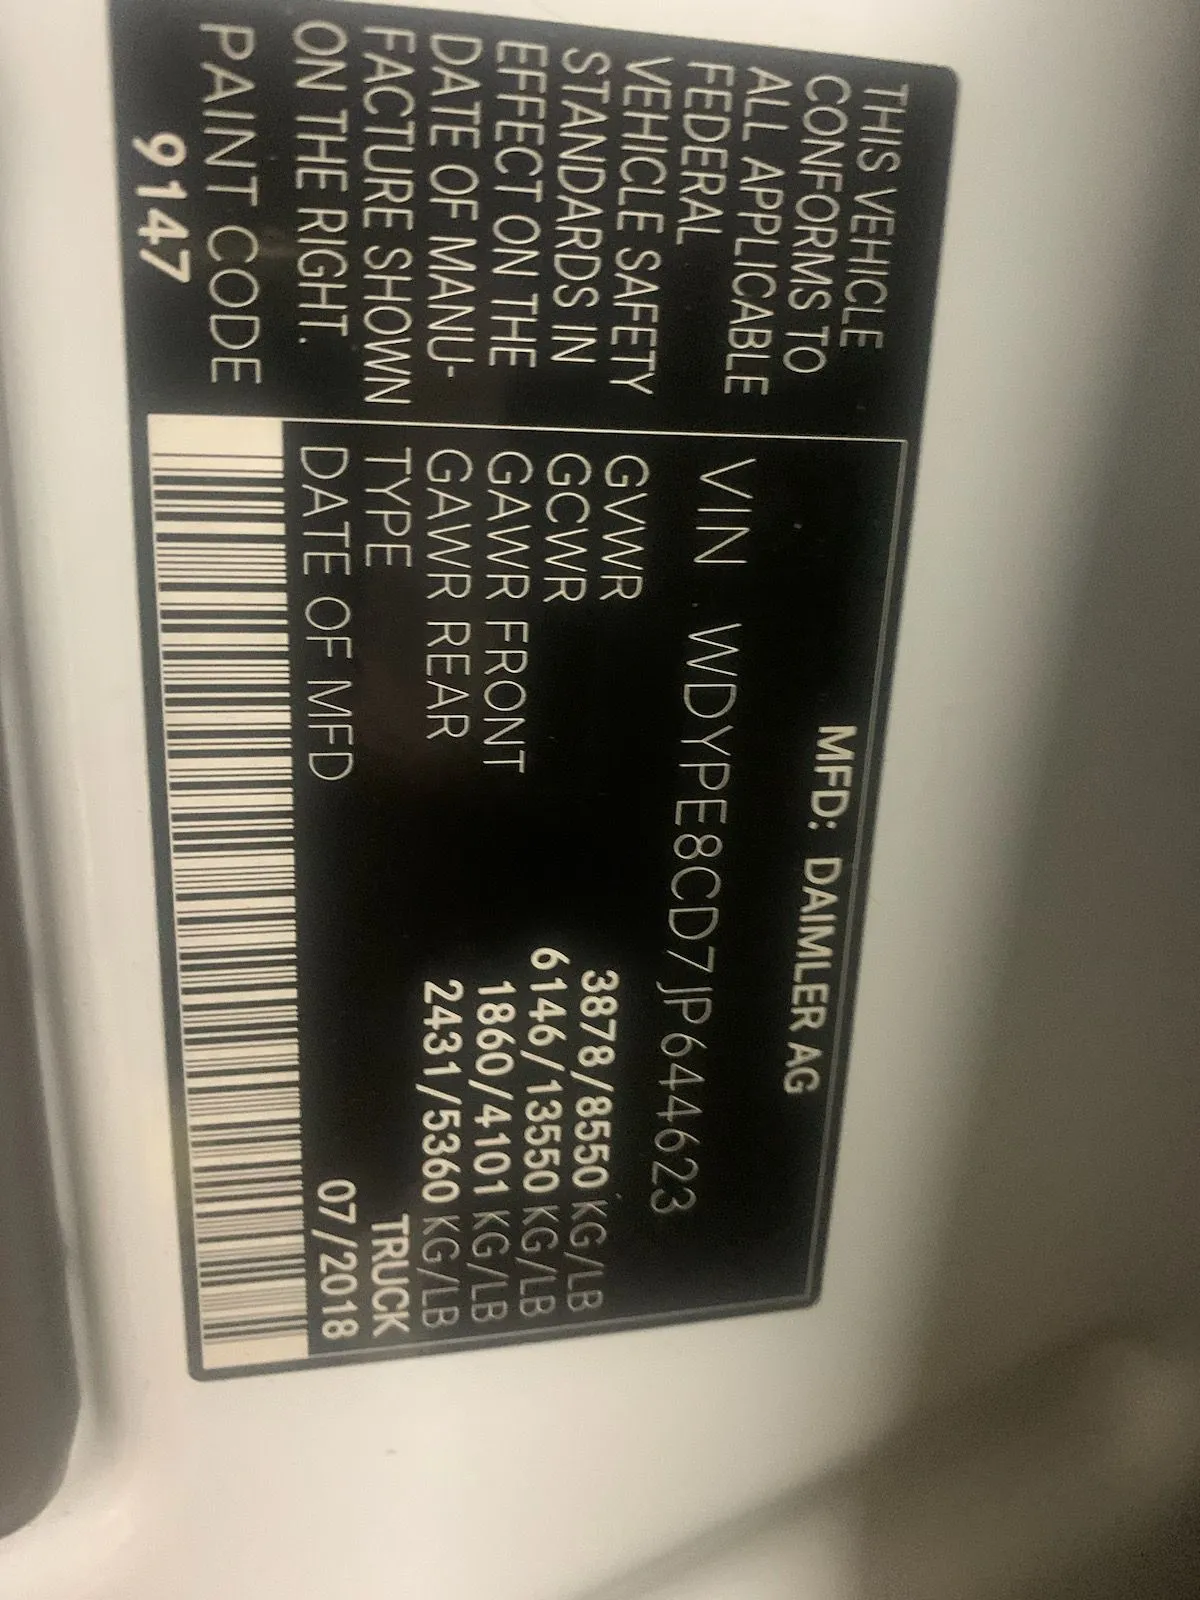 THIS VEHICLE
CONFORMS TO
ALL APPLICABLE
FEDERAL
VEHICLE SAFETY
STANDARDS IN
EFFECT ON THE
DATE OF MANU-
FACTURE SHOWN
ON THE RIGHT.
PAINT CODE
9147
MFD: DAIMLER AG
VIN WDYPE8CD7JP644623
GVWR 3878/8550 KG/LB
GCWR 6146/13550 KG/LB
GAWR FRONT 1860/4101 KG/LB
GAWR REAR 2431/5360 KG/LB
TYPE TRUCK
DATE OF MFD 07/2018